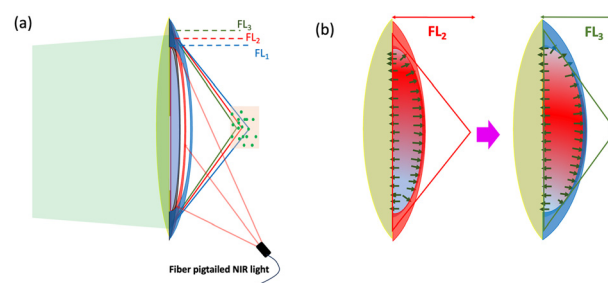 (a)
FL3
FL2
FL1
Fiber pigtailed NIR light
(b)
FL2
FL3